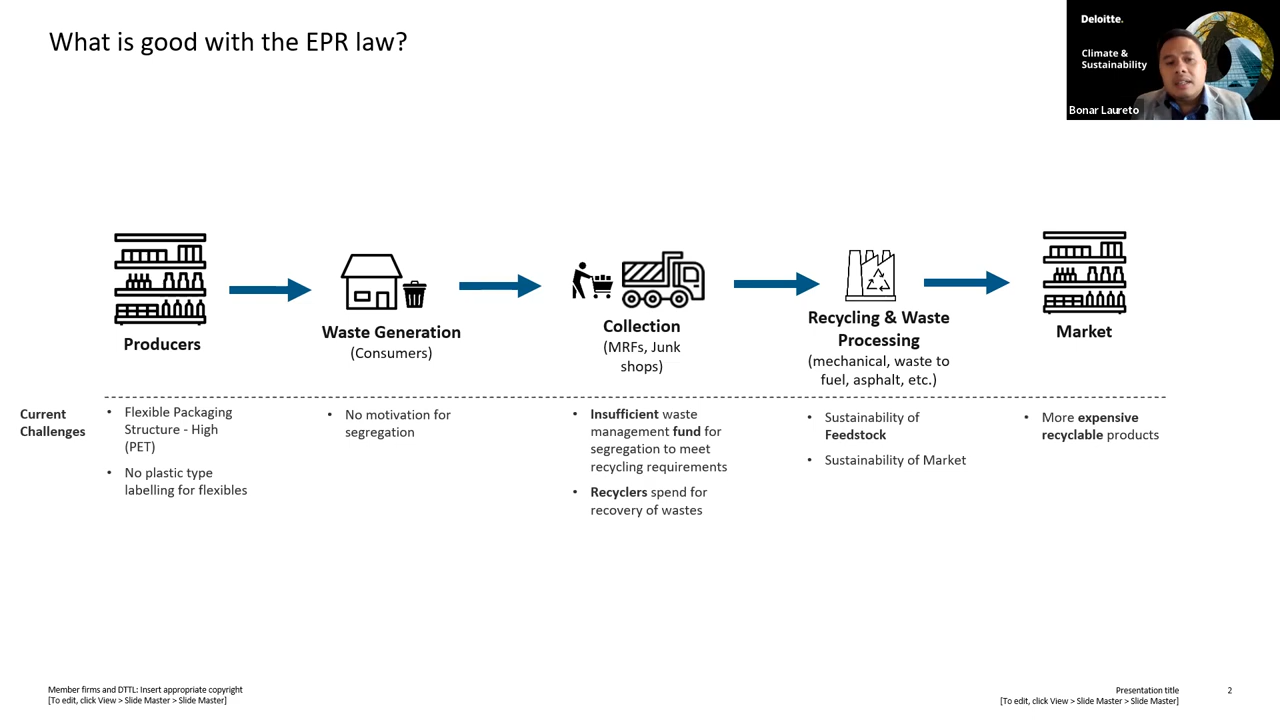 What is good with the EPR law?
Deloitte.
Climate &
Sustainability
Bonar Laureto
Producers
Waste Generation
(Consumers)
Collection
(MRFs, Junk
shops)
Recycling & Waste
Processing
(mechanical, waste to
fuel, asphalt, etc.)
Market
Current
Challenges
• Flexible Packaging
Structure - High
(PET)
• No plastic type
labelling for flexibles
• No motivation for
segregation
• Insufficient waste
management fund for
segregation to meet
recycling requirements
• Recyclers spend for
recovery of wastes
• Sustainability of
Feedstock
• Sustainability of Market
• More expensive
recyclable products
Member firms and DTTL: Insert appropriate copyright
[To edit, click View > Slide Master > Slide Master]
Presentation title
[To edit, click View > Slide Master > Slide Master]
2